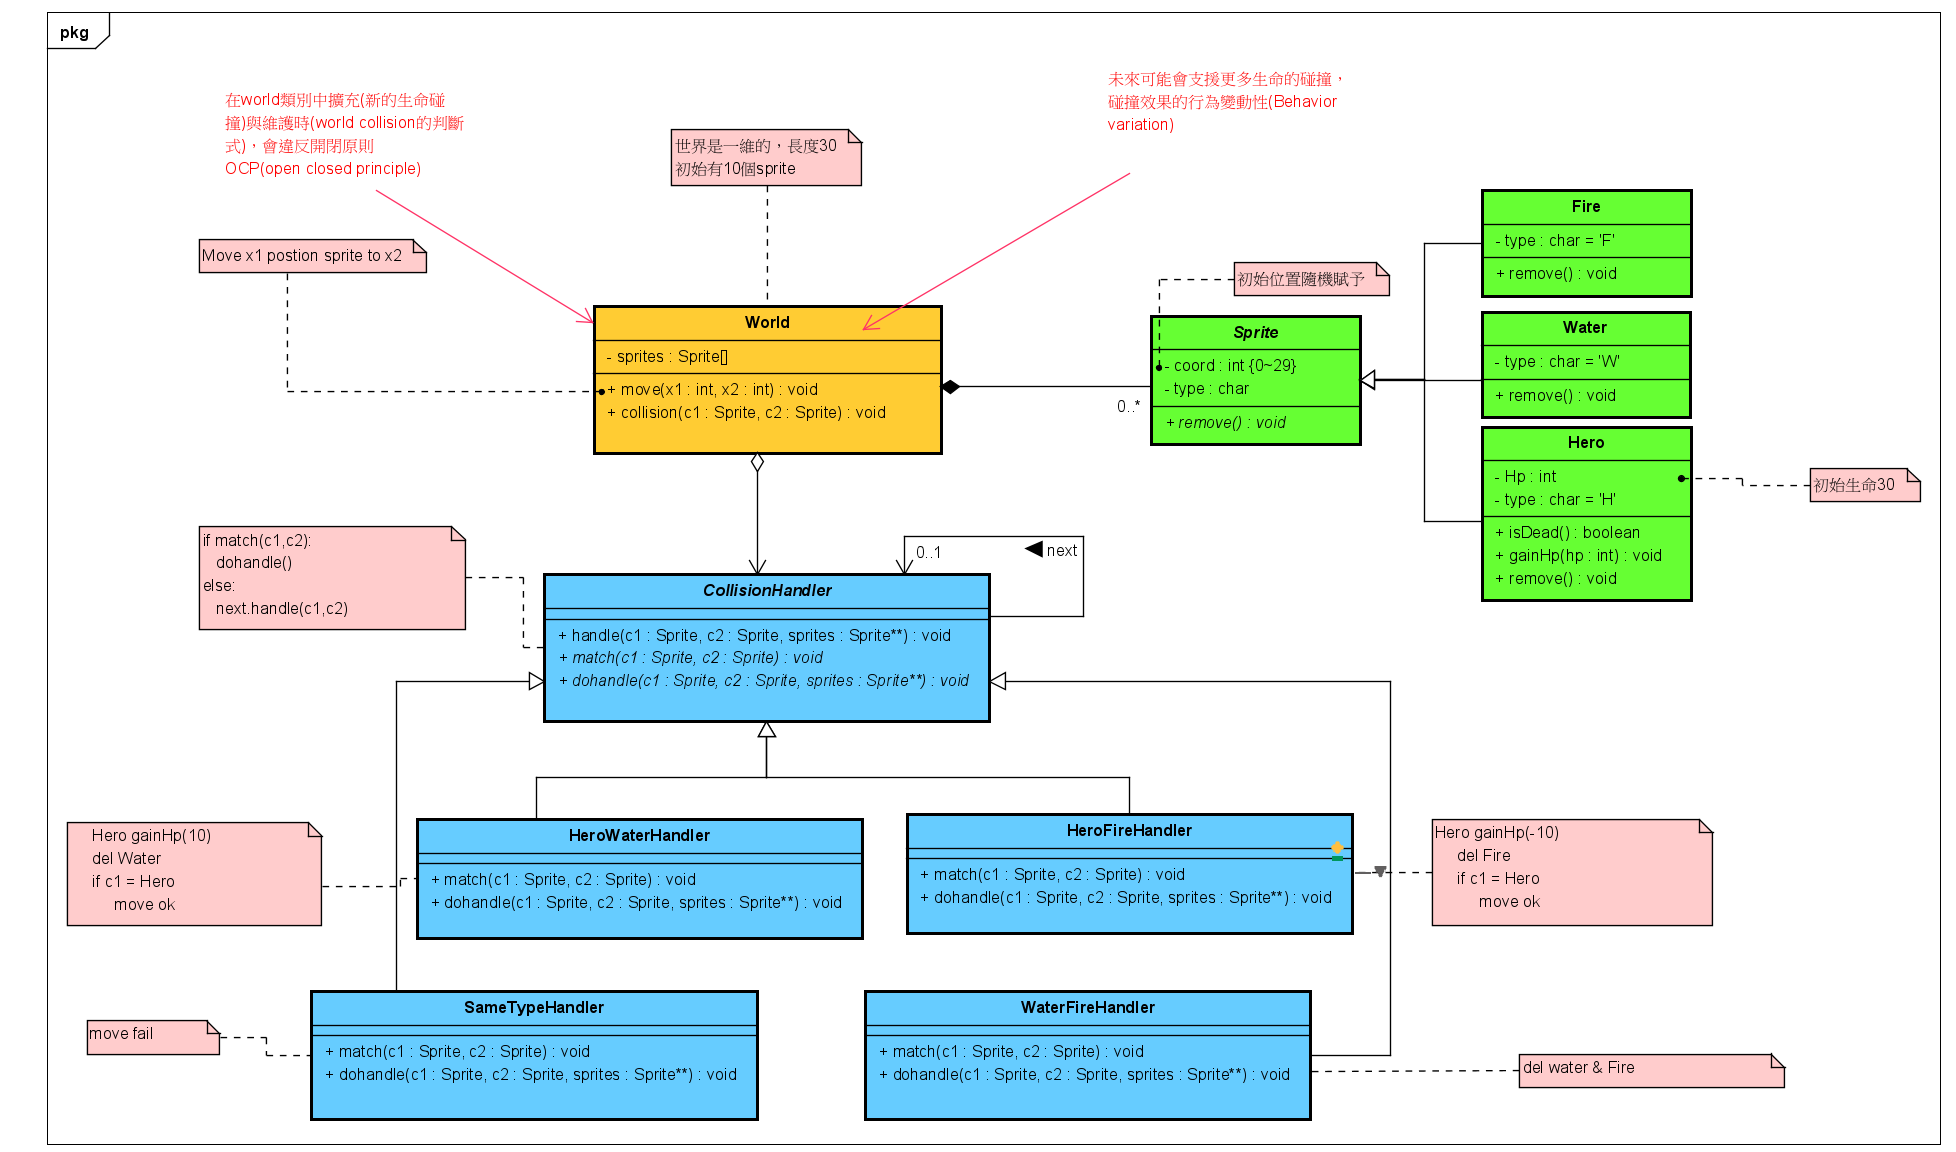 pkg
在world類別中擴充(新的生命碰
撞)與維護時(world collision的判斷
式)，會違反開閉原則
OCP(open closed principle)
未來可能會支援更多生命的碰撞，
碰撞效果的行為變動性(Behavior
variation)
世界是一維的，長度30
初始有10個sprite
Move x1 postion sprite to x2
初始位置隨機賦予
World
- sprites : Sprite[]
+ move(x1 : int, x2 : int) : void
+ collision(c1 : Sprite, c2 : Sprite) : void
0..*
Sprite
- coord : int {0~29}
- type : char
+ remove() : void
Fire
- type : char = 'F'
+ remove() : void
Water
- type : char = 'W'
+ remove() : void
Hero
- Hp : int
- type : char = 'H'
+ isDead() : boolean
+ gainHp(hp : int) : void
+ remove() : void
初始生命30
if match(c1,c2):
dohandle()
else:
next.handle(c1,c2)
0..1
next
CollisionHandler
+ handle(c1 : Sprite, c2 : Sprite, sprites : Sprite**) : void
+ match(c1 : Sprite, c2 : Sprite) : void
+ dohandle(c1 : Sprite, c2 : Sprite, sprites : Sprite**) : void
Hero gainHp(10)
del Water
if c1 = Hero
move ok
HeroWaterHandler
+ match(c1 : Sprite, c2 : Sprite) : void
+ dohandle(c1 : Sprite, c2 : Sprite, sprites : Sprite**) : void
HeroFireHandler
+ match(c1 : Sprite, c2 : Sprite) : void
+ dohandle(c1 : Sprite, c2 : Sprite, sprites : Sprite**) : void
Hero gainHp(-10)
del Fire
if c1 = Hero
move ok
move fail
SameTypeHandler
+ match(c1 : Sprite, c2 : Sprite) : void
+ dohandle(c1 : Sprite, c2 : Sprite, sprites : Sprite**) : void
WaterFireHandler
+ match(c1 : Sprite, c2 : Sprite) : void
+ dohandle(c1 : Sprite, c2 : Sprite, sprites : Sprite**) : void
del water & Fire